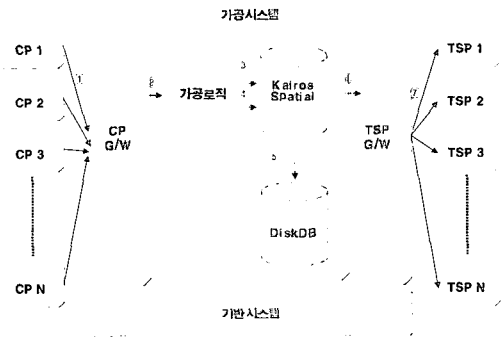 가공시스템
CP 1
CP 2
CP 3
CP N
①
CP
G/W
가공로직
Kairos
Spatial
DiskDB
TSP
G/W
TSP 1
TSP 2
TSP 3
TSP N
기반시스템